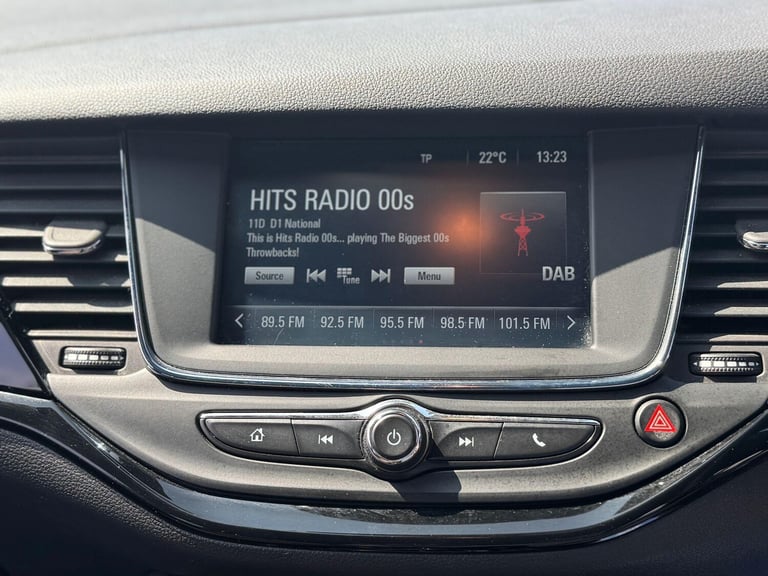 TP 22°C 13:23
HITS RADIO 00s
11D D1 National
This is Hits Radio 00s... playing The Biggest 00s
Throwbacks!
Source Tune Menu
DAB
89.5 FM 92.5 FM 95.5 FM 98.5 FM 101.5 FM